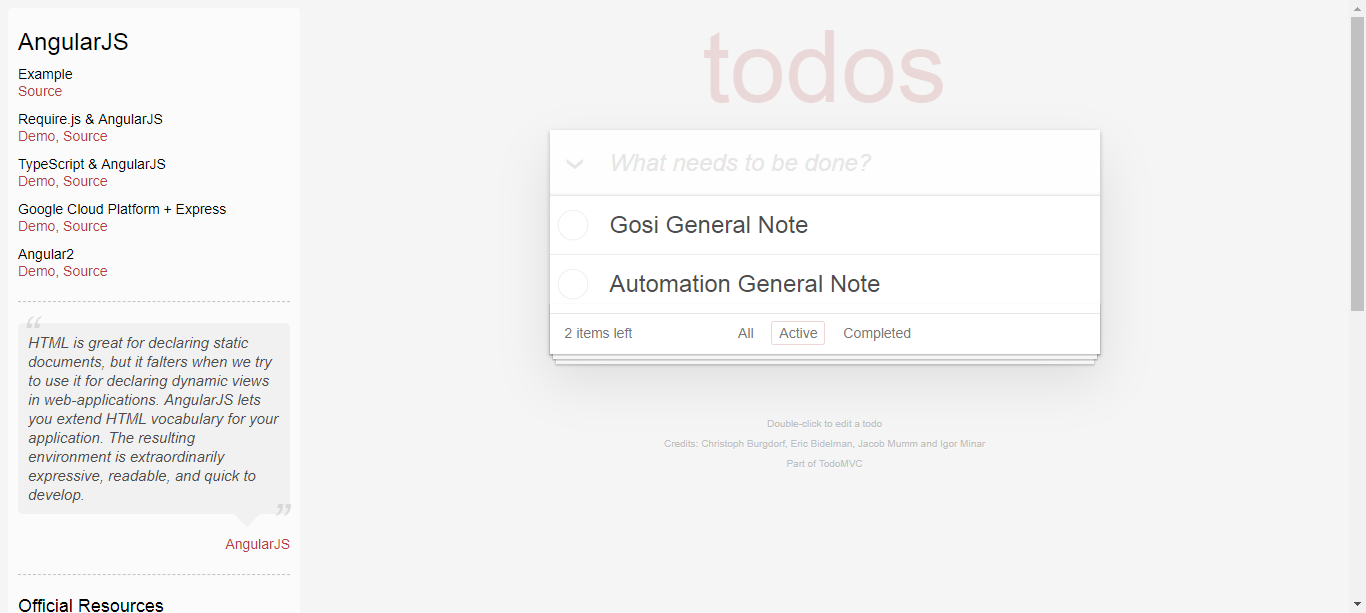 AngularJS
Example
Source
Require.js & AngularJS
Demo, Source
TypeScript & AngularJS
Demo, Source
Google Cloud Platform + Express
Demo, Source
Angular2
Demo, Source
“
HTML is great for declaring static
documents, but it falters when we try
to use it for declaring dynamic views
in web-applications. AngularJS lets
you extend HTML vocabulary for your
application. The resulting
environment is extraordinarily
expressive, readable, and quick to
develop.
”
AngularJS
Official Resources
todos
What needs to be done?
Gosi General Note
Automation General Note
2 items left All Active Completed
Double-click to edit a todo
Credits: Christoph Burgdorf, Eric Bidelman, Jacob Mumm and Igor Minar
Part of TodoMVC